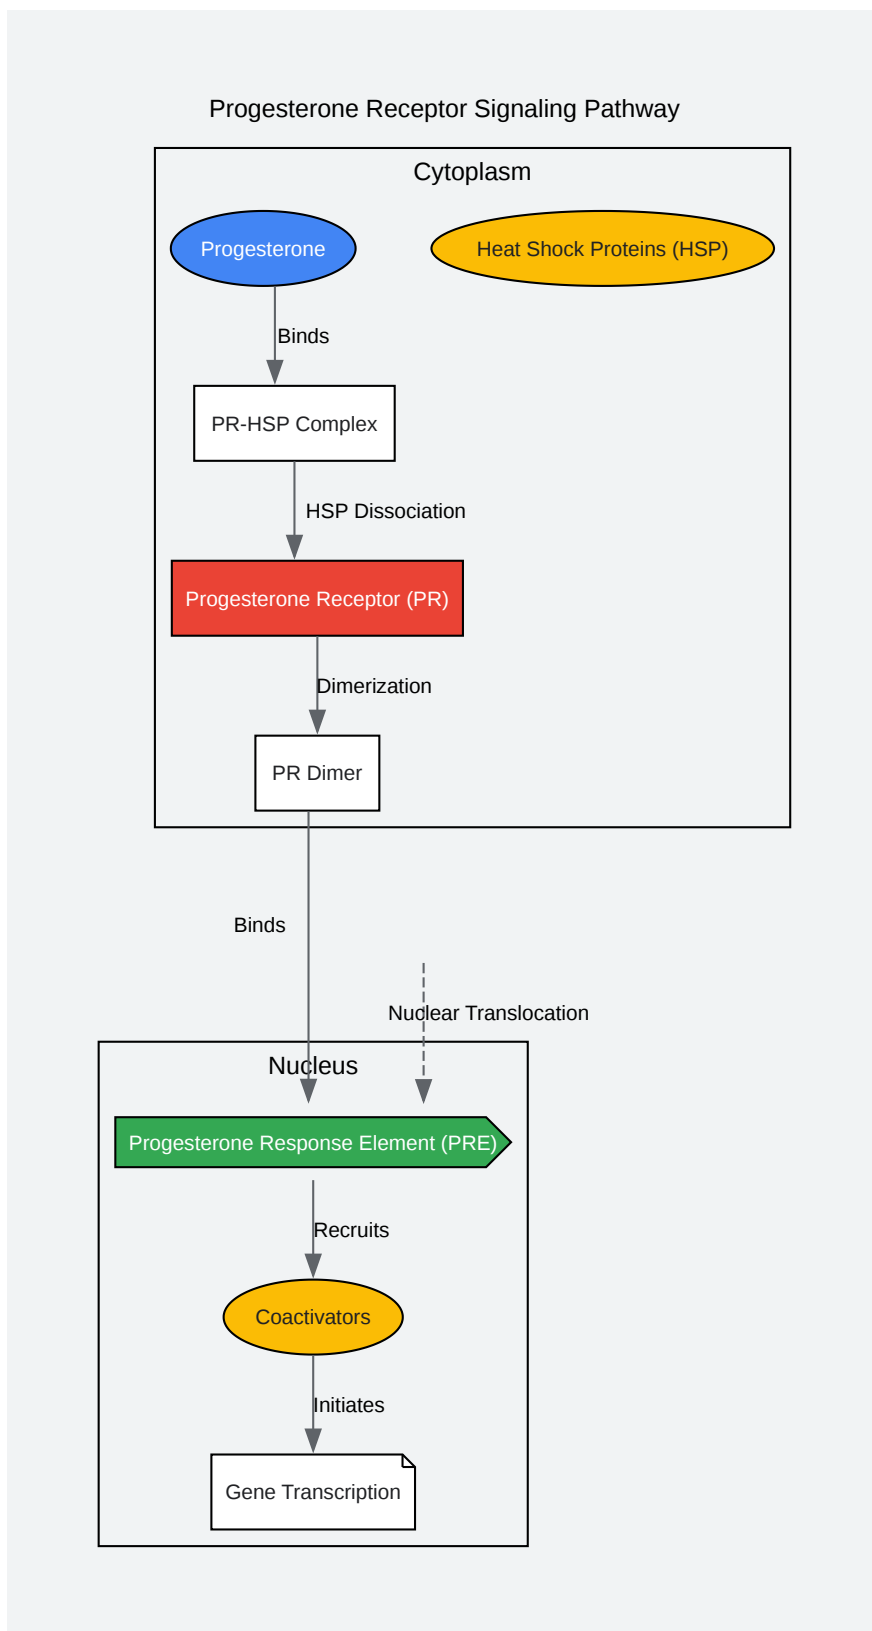 Progesterone Receptor Signaling Pathway
Cytoplasm
Progesterone
Heat Shock Proteins (HSP)
Binds
PR-HSP Complex
HSP Dissociation
Progesterone Receptor (PR)
Dimerization
PR Dimer
Binds
Nuclear Translocation
Nucleus
Progesterone Response Element (PRE)
Recruits
Coactivators
Initiates
Gene Transcription